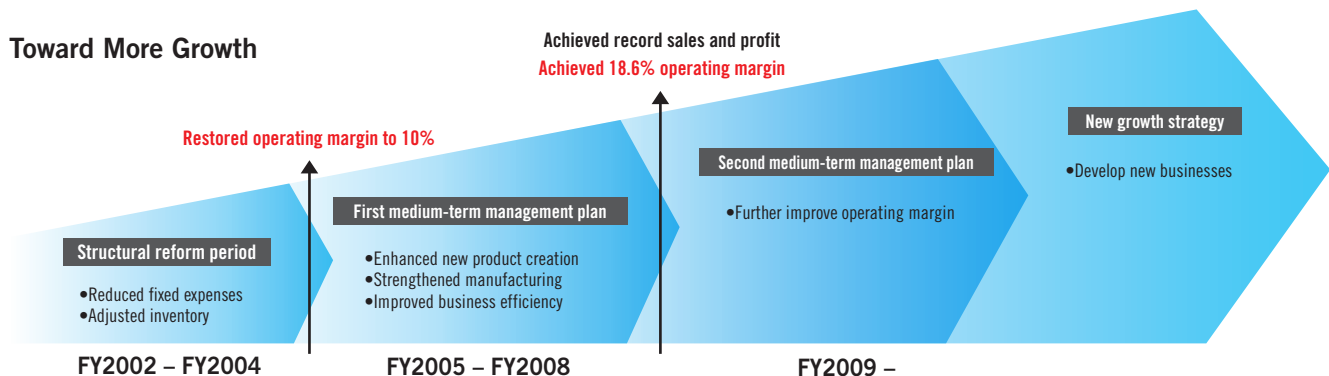 Toward More Growth
Achieved record sales and profit
Achieved 18.6% operating margin
Restored operating margin to 10%
Structural reform period
•Reduced fixed expenses
•Adjusted inventory
First medium-term management plan
•Enhanced new product creation
•Strengthened manufacturing
•Improved business efficiency
Second medium-term management plan
•Further improve operating margin
New growth strategy
•Develop new businesses
FY2002 – FY2004
FY2005 – FY2008
FY2009 –